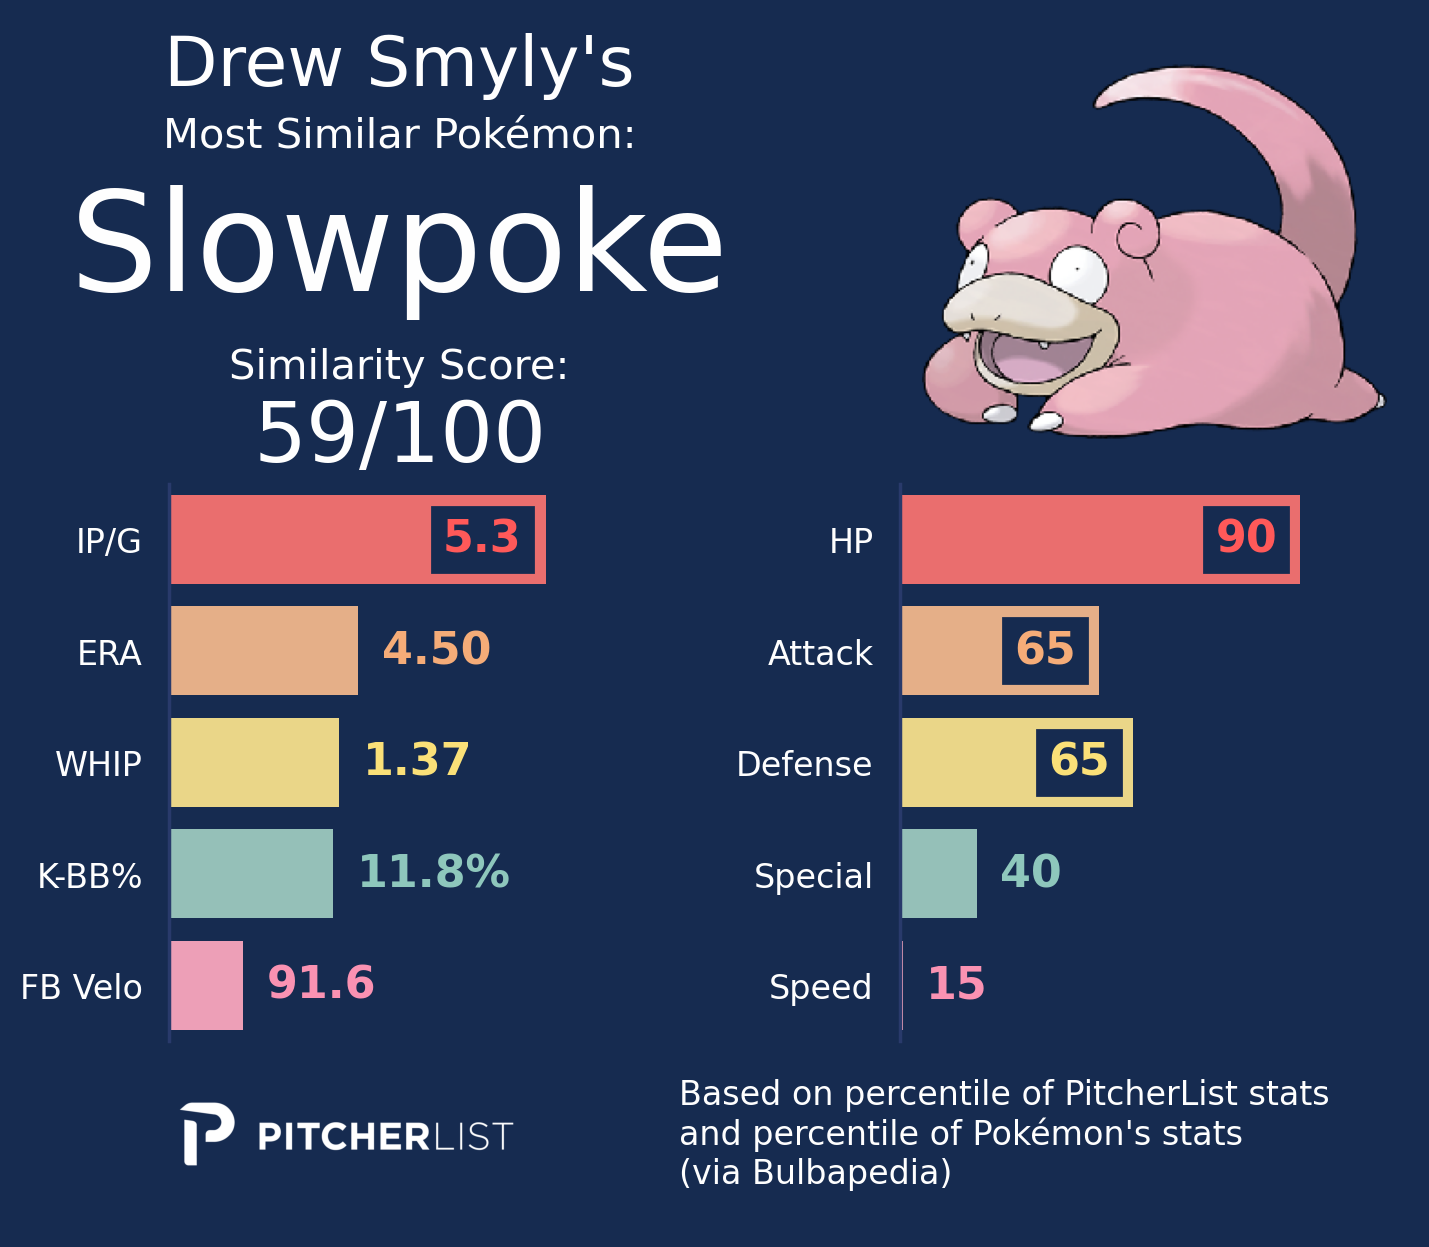 Drew Smyly's
Most Similar Pokémon:
Slowpoke
Similarity Score:
59/100
IP/G 5.3
ERA 4.50
WHIP 1.37
K-BB% 11.8%
FB Velo 91.6
HP 90
Attack 65
Defense 65
Special 40
Speed 15
PITCHERLIST
Based on percentile of PitcherList stats
and percentile of Pokémon's stats
(via Bulbapedia)